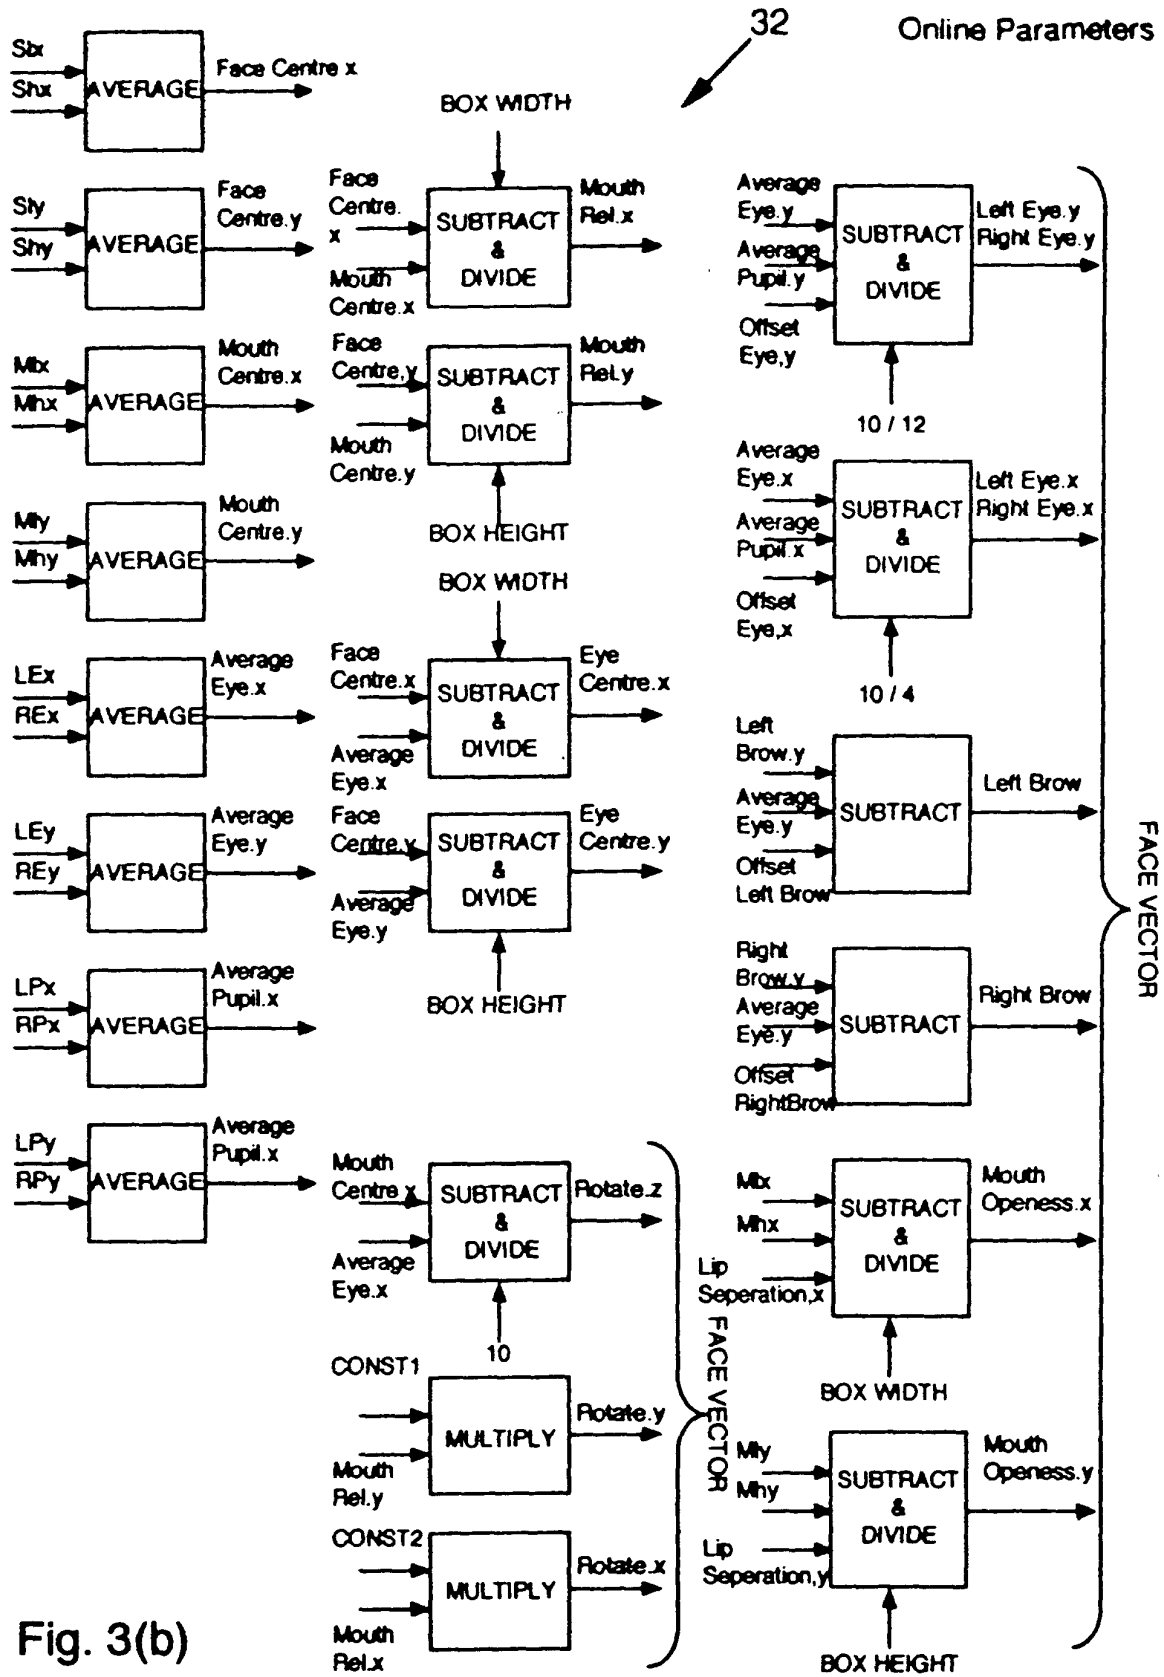 32
Online Parameters
Slx
Shx
AVERAGE
Face Centre x
Sly
Shy
AVERAGE
Face
Centre.y
Mlx
Mhx
AVERAGE
Mouth
Centre.x
Mly
Mhy
AVERAGE
Mouth
Centre.y
LEx
REx
AVERAGE
Average
Eye.x
LEy
REy
AVERAGE
Average
Eye.y
LPx
RPx
AVERAGE
Average
Pupil.x
LPy
RPy
AVERAGE
Average
Pupil.x
BOX WIDTH
Face
Centre.
x
Mouth
Centre.x
SUBTRACT
&
DIVIDE
Mouth
Rel.x
Face
Centre,y
Mouth
Centre.y
SUBTRACT
&
DIVIDE
Mouth
Rel.y
BOX HEIGHT
BOX WIDTH
Face
Centre.x
Average
Eye.x
SUBTRACT
&
DIVIDE
Eye
Centre.x
Face
Centre.y
Average
Eye.y
SUBTRACT
&
DIVIDE
Eye
Centre.y
BOX HEIGHT
Mouth
Centre.x
Average
Eye.x
SUBTRACT
&
DIVIDE
Rotate.z
10
CONST1
Mouth
Rel.y
MULTIPLY
Rotate.y
CONST2
Mouth
Rel.x
MULTIPLY
Rotate.x
FACE VECTOR
Average
Eye.y
Average
Pupil.y
Offset
Eye,y
SUBTRACT
&
DIVIDE
Left Eye.y
Right Eye.y
10 / 12
Average
Eye.x
Average
Pupil.x
Offset
Eye,x
SUBTRACT
&
DIVIDE
Left Eye.x
Right Eye.x
10 / 4
Left
Brow.y
Average
Eye.y
Offset
Left Brow
SUBTRACT
Left Brow
Right
Brow.y
Average
Eye.y
Offset
RightBrow
SUBTRACT
Right Brow
Mlx
Mhx
Lip
Seperation,x
SUBTRACT
&
DIVIDE
Mouth
Openess.x
BOX WIDTH
Mly
Mhy
Lip
Seperation,y
SUBTRACT
&
DIVIDE
Mouth
Openess.y
BOX HEIGHT
FACE VECTOR
Fig. 3(b)